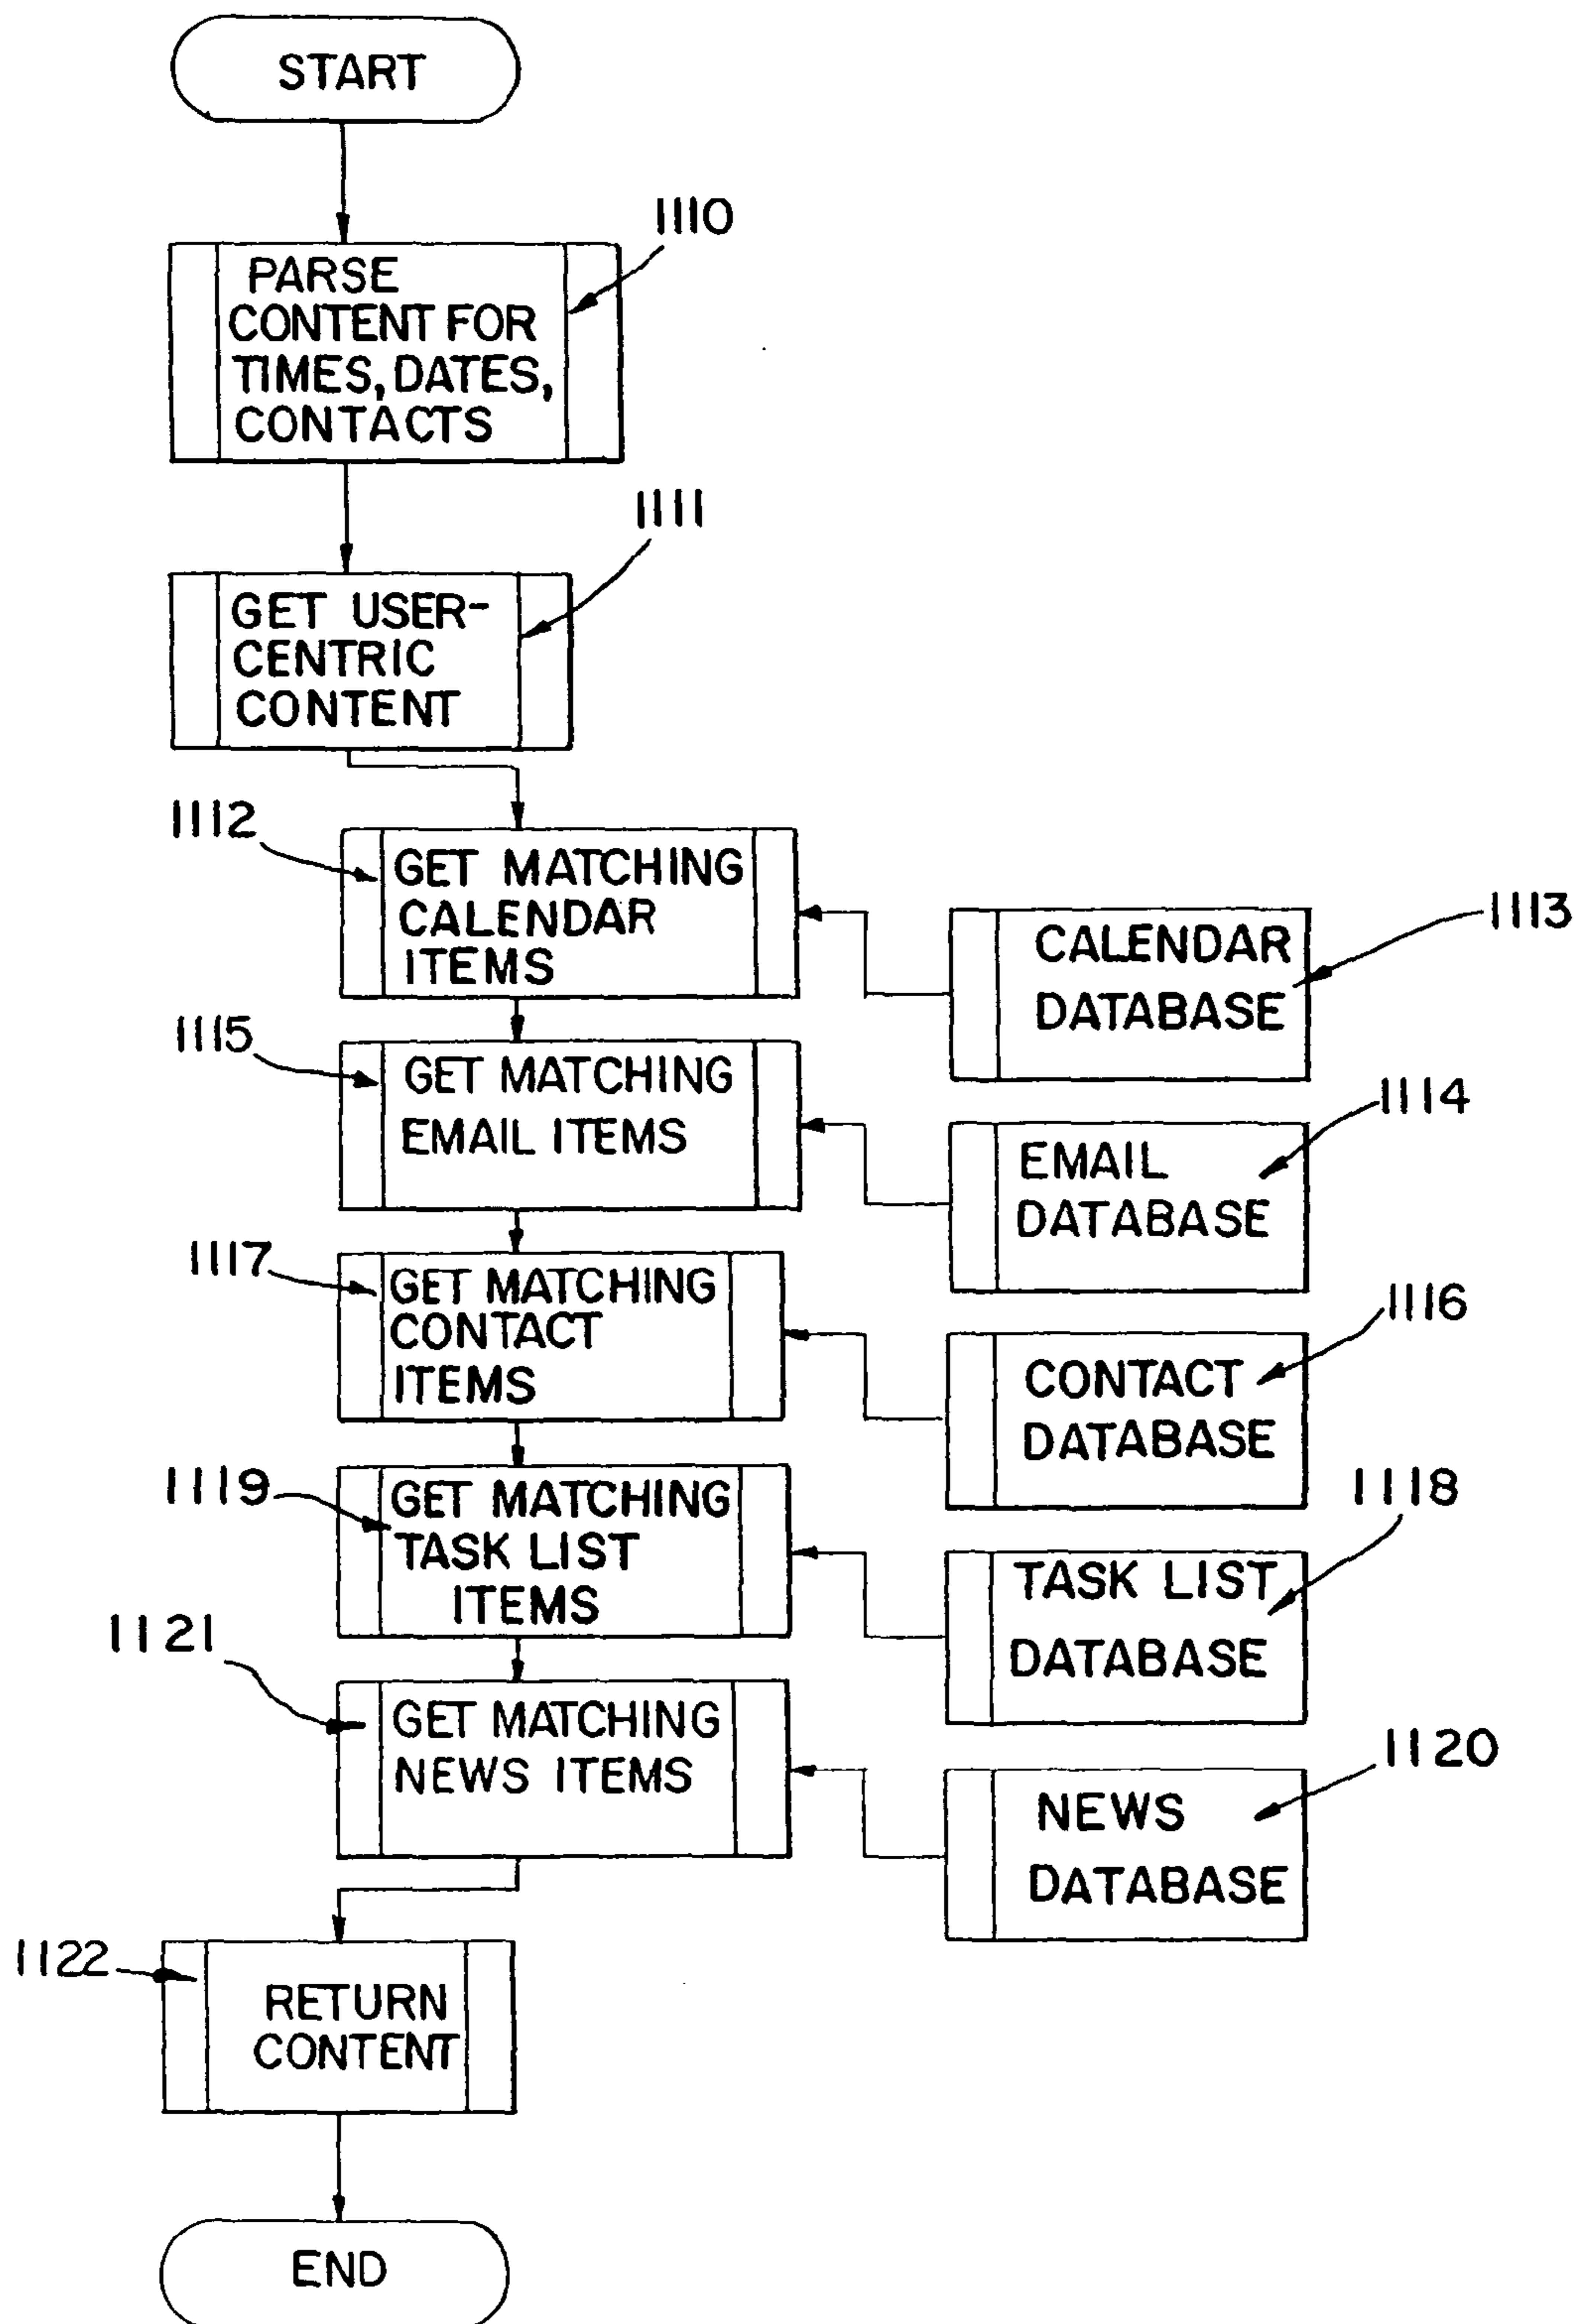 START
1110
PARSE
CONTENT FOR
TIMES, DATES,
CONTACTS
1111
GET USER-
CENTRIC
CONTENT
1112
GET MATCHING
CALENDAR
ITEMS
1113
CALENDAR
DATABASE
1115
GET MATCHING
EMAIL ITEMS
1114
EMAIL
DATABASE
1117
GET MATCHING
CONTACT
ITEMS
1116
CONTACT
DATABASE
1119
GET MATCHING
TASK LIST
ITEMS
1118
TASK LIST
DATABASE
1121
GET MATCHING
NEWS ITEMS
1120
NEWS
DATABASE
1122
RETURN
CONTENT
END